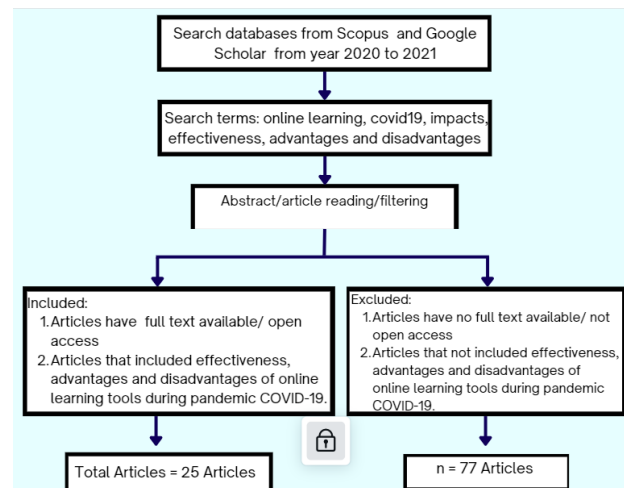 Search databases from Scopus and Google
Scholar from year 2020 to 2021
Search terms: online learning, covid19, impacts,
effectiveness, advantages and disadvantages
Abstract/article reading/filtering
Included:
1.Articles have full text available/ open
access
2.Articles that included effectiveness,
advantages and disadvantages of online
learning tools during pandemic COVID-19.
Excluded:
1.Articles have no full text available/ not
open access
2.Articles that not included effectiveness,
advantages and disadvantages of
online learning tools during pandemic
COVID-19.
Total Articles = 25 Articles
n = 77 Articles